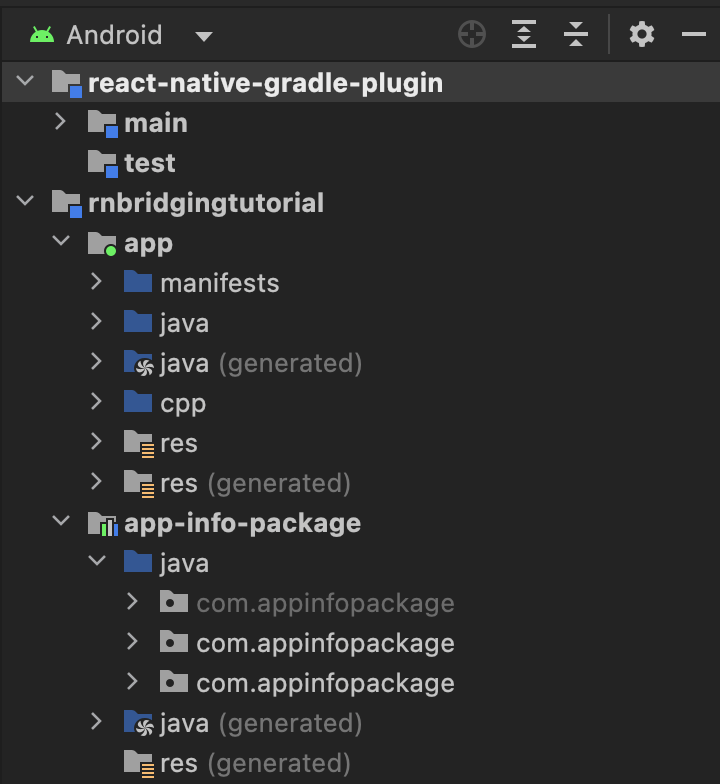 Android
react-native-gradle-plugin
main
test
rnbridgingtutorial
app
manifests
java
java (generated)
cpp
res
res (generated)
app-info-package
java
com.appinfopackage
com.appinfopackage
com.appinfopackage
java (generated)
res (generated)